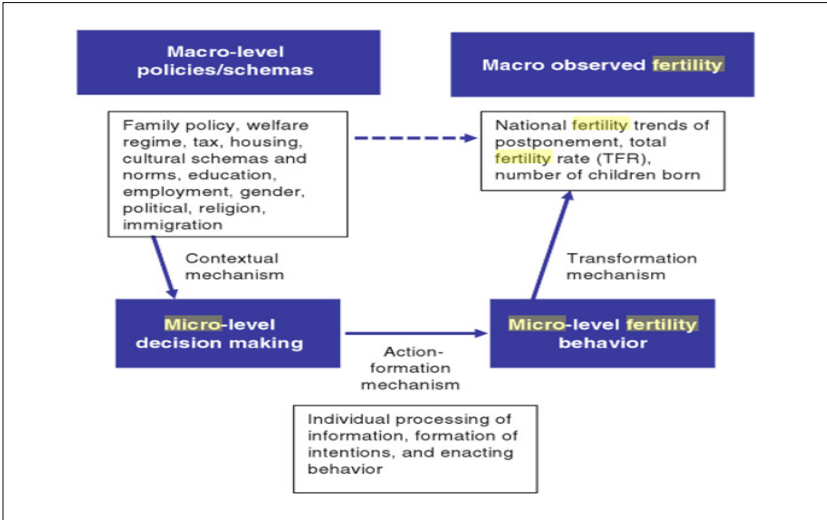 Macro-level
policies/schemas
Macro observed fertility
Family policy, welfare
regime, tax, housing,
cultural schemas and
norms, education,
employment, gender,
political, religion,
immigration
National fertility trends of
postponement, total
fertility rate (TFR),
number of children born
Contextual
mechanism
Transformation
mechanism
Micro-level
decision making
Micro-level fertility
behavior
Action-
formation
mechanism
Individual processing of
information, formation of
intentions, and enacting
behavior